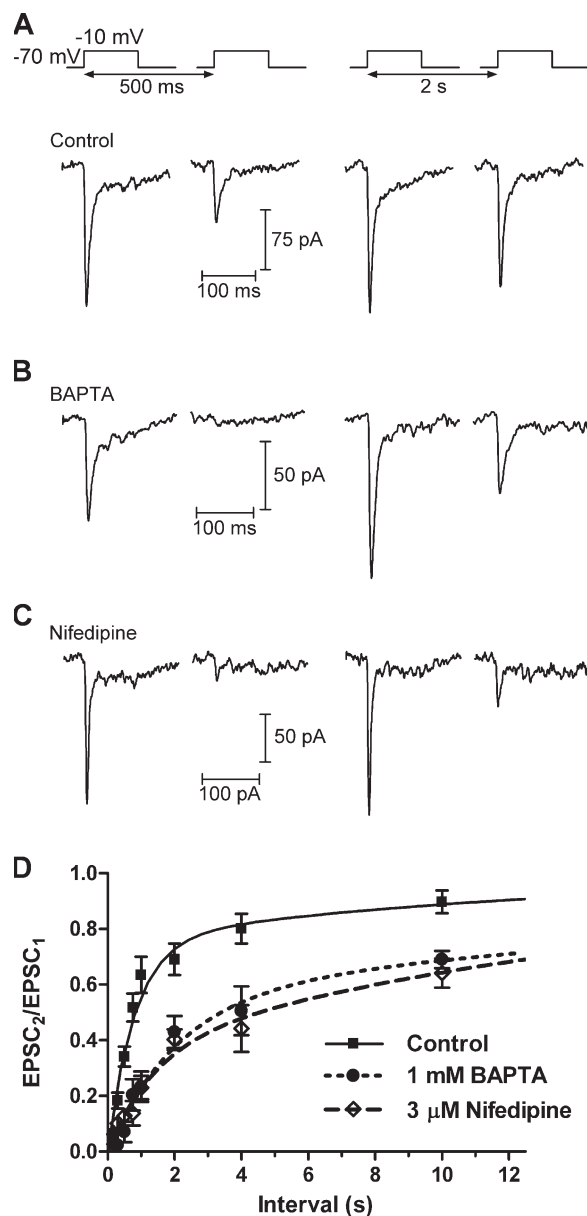 A
-10 mV
-70 mV
500 ms
2 s
Control
75 pA
100 ms
B
BAPTA
50 pA
100 ms
C
Nifedipine
50 pA
100 pA
D
1.0
0.8
0.6
0.4
0.2
0.0
EPSC₂/EPSC₁
Control
1 mM BAPTA
3 μM Nifedipine
0 2 4 6 8 10 12
Interval (s)